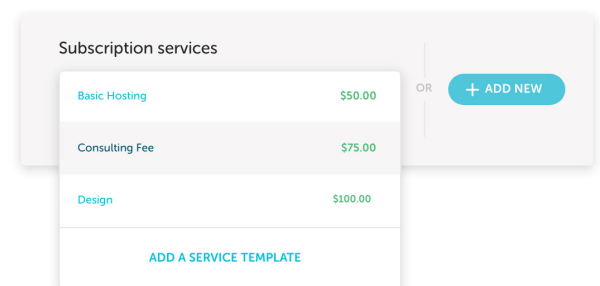 Subscription services
Basic Hosting $50.00
OR
+ ADD NEW
Consulting Fee $75.00
Design $100.00
ADD A SERVICE TEMPLATE